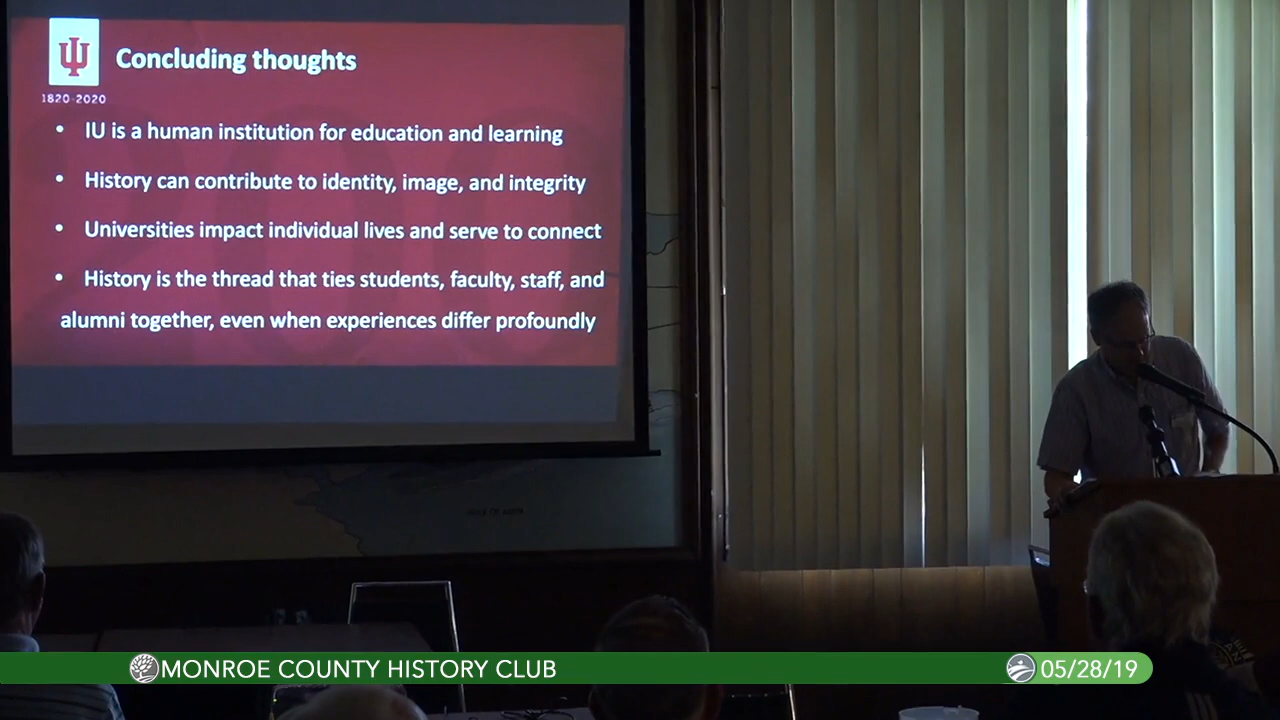 Concluding thoughts
1820-2020
• IU is a human institution for education and learning
• History can contribute to identity, image, and integrity
• Universities impact individual lives and serve to connect
• History is the thread that ties students, faculty, staff, and
alumni together, even when experiences differ profoundly
MONROE COUNTY HISTORY CLUB
05/28/19